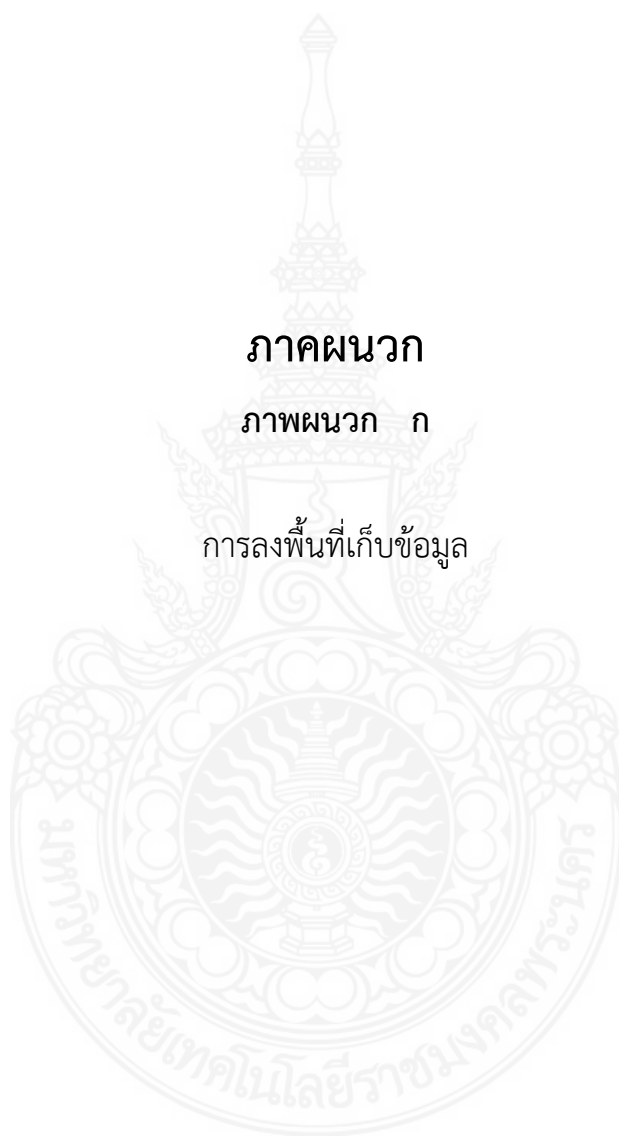 ภาคผนวก
ภาพผนวก ก
การลงพื้นที่เก็บข้อมูล
มหาวิทยาลัยเทคโนโลยีราชมงคลพระนคร